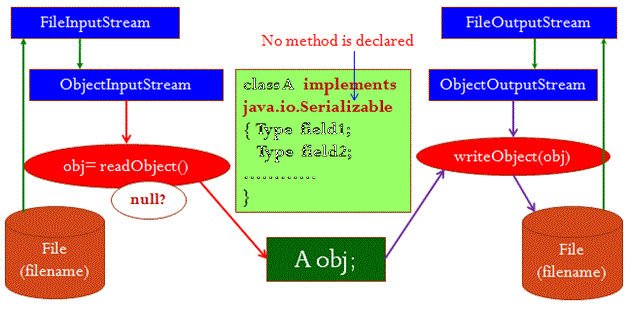 FileInputStream
ObjectInputStream
obj= readObject()
null?
File
(filename)
No method is declared
class A implements
java.io.Serializable
{ Type field1;
Type field2;
............
}
A obj;
FileOutputStream
ObjectOutputStream
writeObject(obj)
File
(filename)